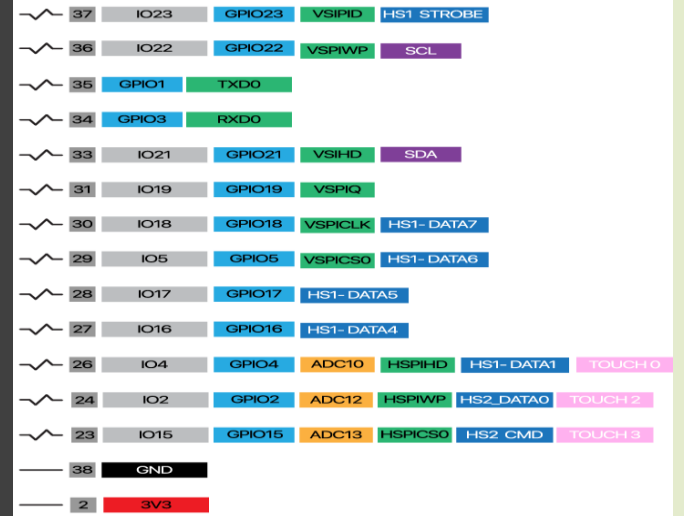 37 IO23 GPIO23 VSIPID HS1 STROBE
36 IO22 GPIO22 VSPIWP SCL
35 GPIO1 TXD0
34 GPIO3 RXD0
33 IO21 GPIO21 VSIHD SDA
31 IO19 GPIO19 VSPIQ
30 IO18 GPIO18 VSPICLK HS1-DATA7
29 IO5 GPIO5 VSPICS0 HS1-DATA6
28 IO17 GPIO17 HS1-DATA5
27 IO16 GPIO16 HS1-DATA4
26 IO4 GPIO4 ADC10 HSPIHD HS1-DATA1 TOUCH 0
24 IO2 GPIO2 ADC12 HSPIWP HS2_DATA0 TOUCH 2
23 IO15 GPIO15 ADC13 HSPICS0 HS2 CMD TOUCH 3
38 GND
2 3V3